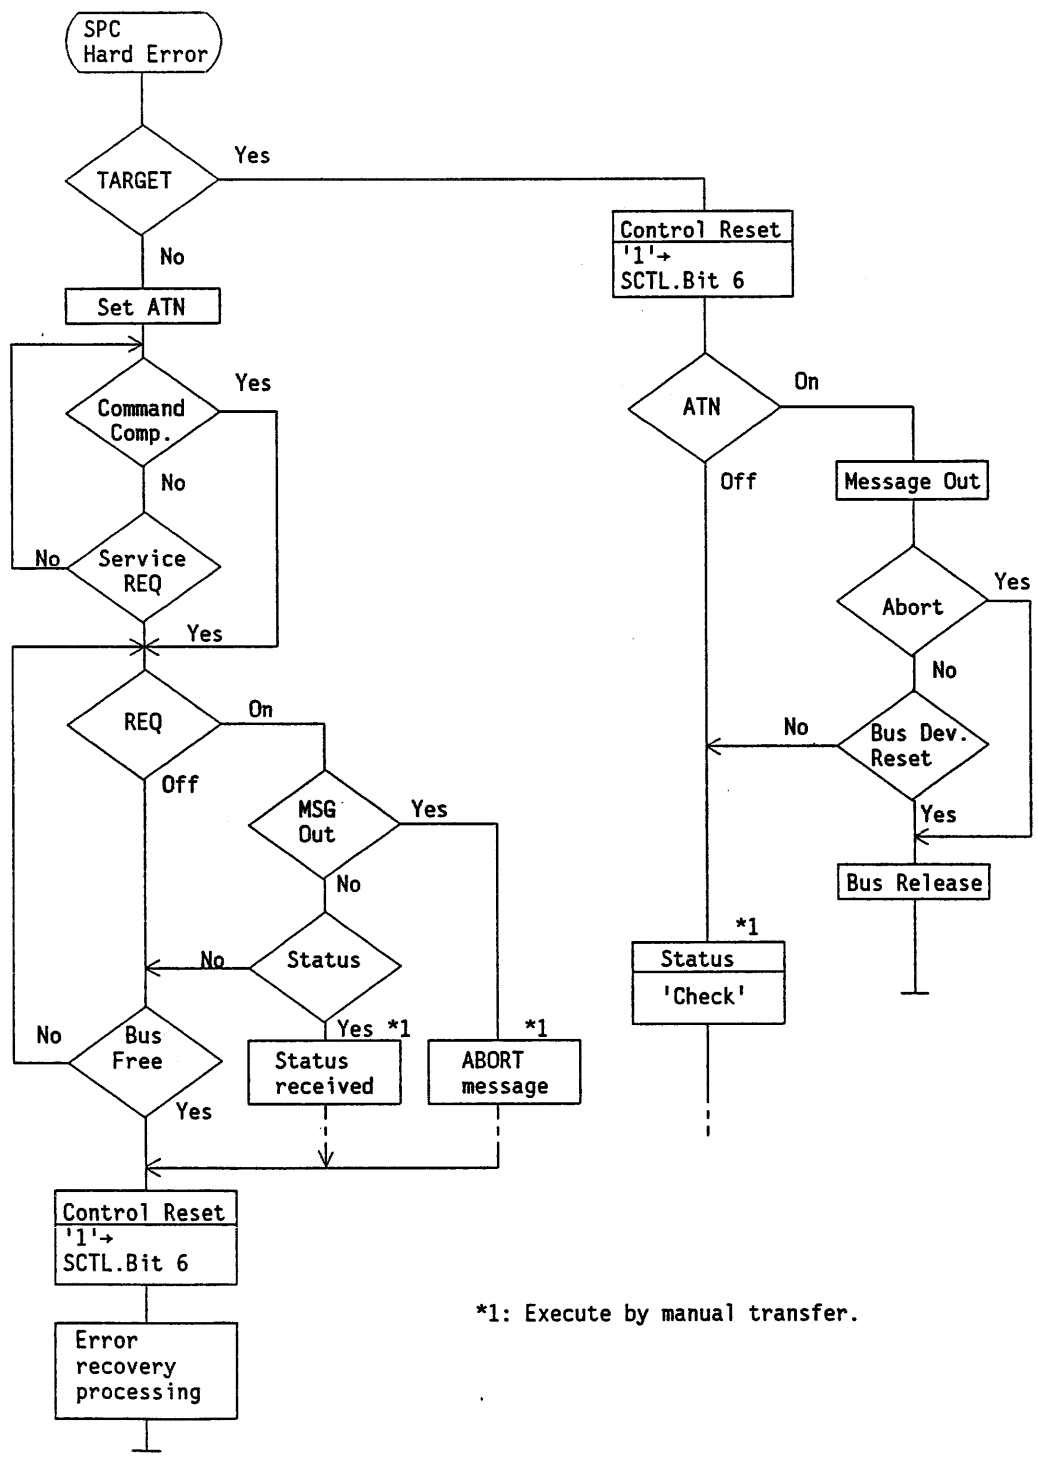 SPC
Hard Error
TARGET
Yes
No
Set ATN
Command
Comp.
Yes
No
Service
REQ
No
Yes
REQ
On
Off
MSG
Out
Yes
No
Status
No
Yes *1
Status
received
*1
ABORT
message
Bus
Free
No
Yes
Control Reset
'1'→
SCTL.Bit 6
Error
recovery
processing
Control Reset
'1'→
SCTL.Bit 6
ATN
On
Off
Message Out
Abort
Yes
No
Bus Dev.
Reset
No
Yes
Bus Release
*1
Status
'Check'
*1: Execute by manual transfer.